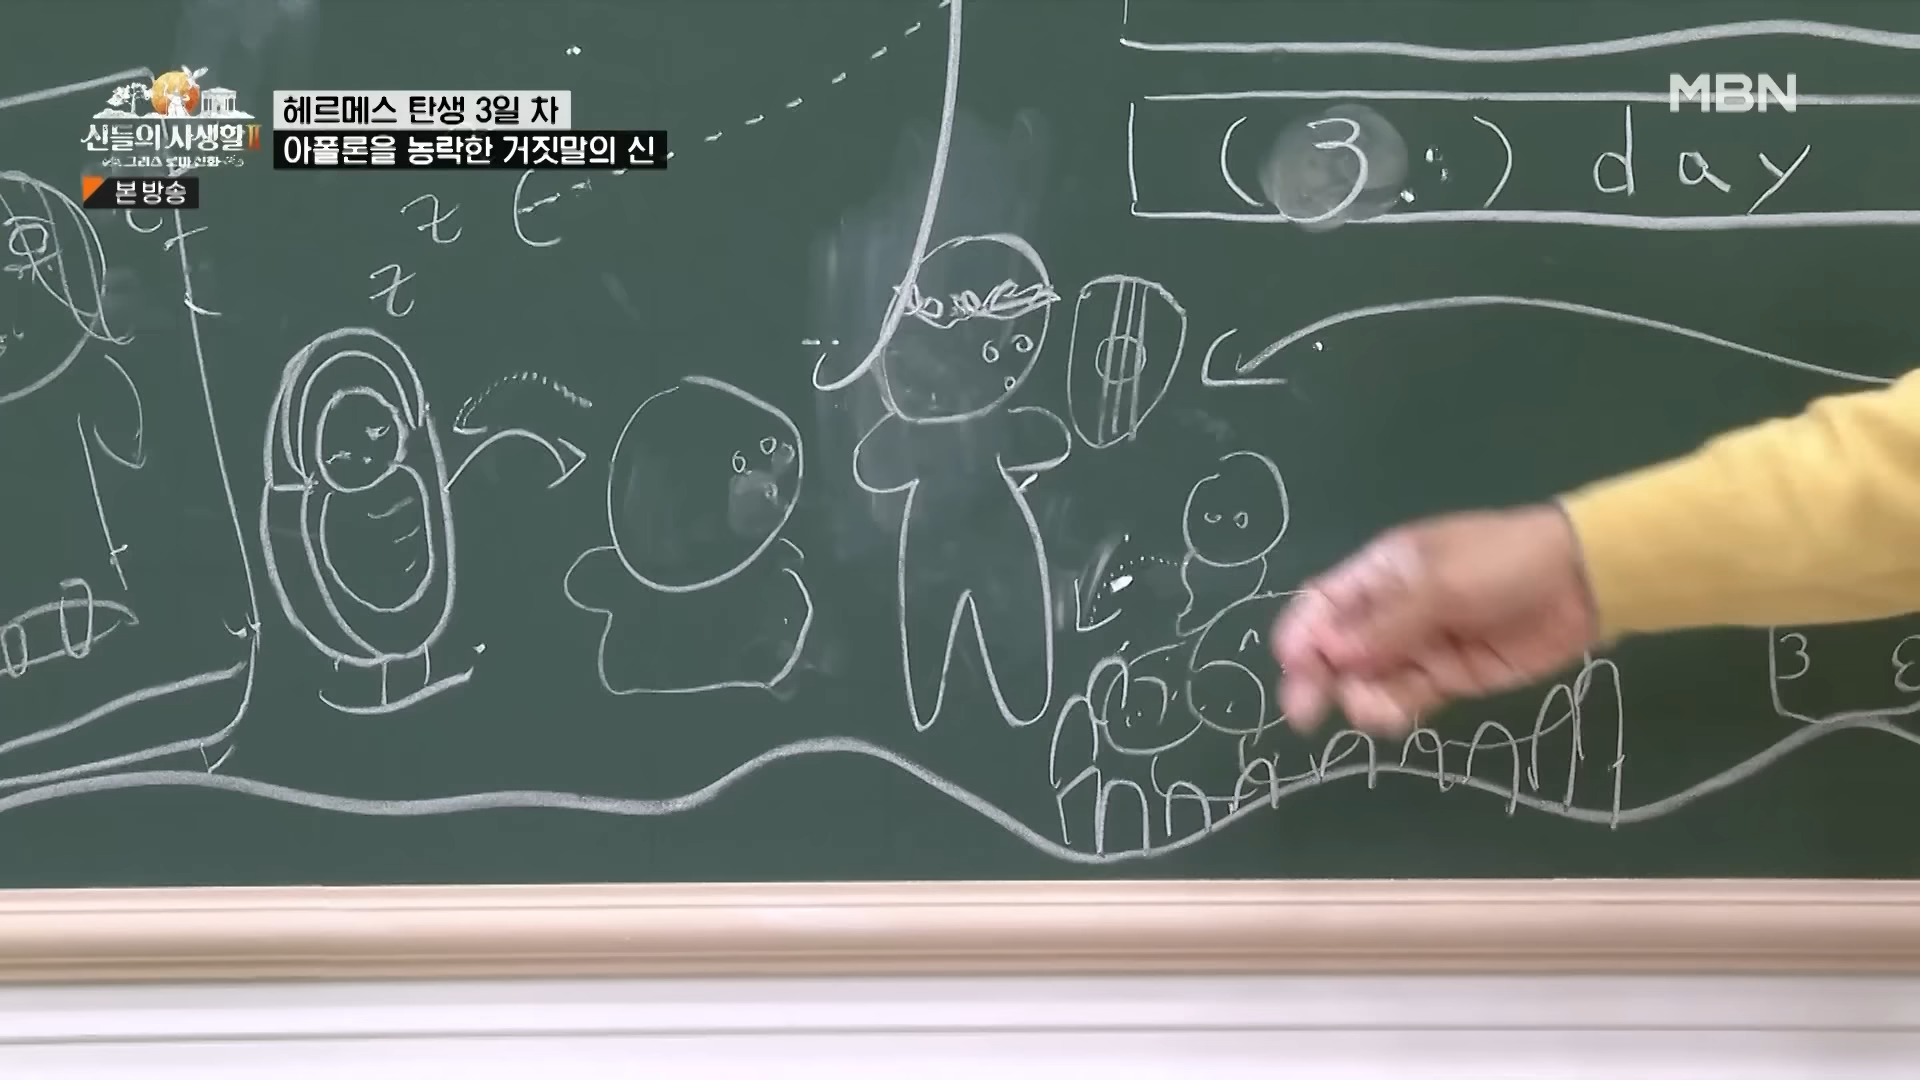 헤르메스 탄생 3일 차
아폴론을 농락한 거짓말의 신
신들의 사생활 II
그리스 로마 신화
본 방송
MBN
( 3 ) day
z
z